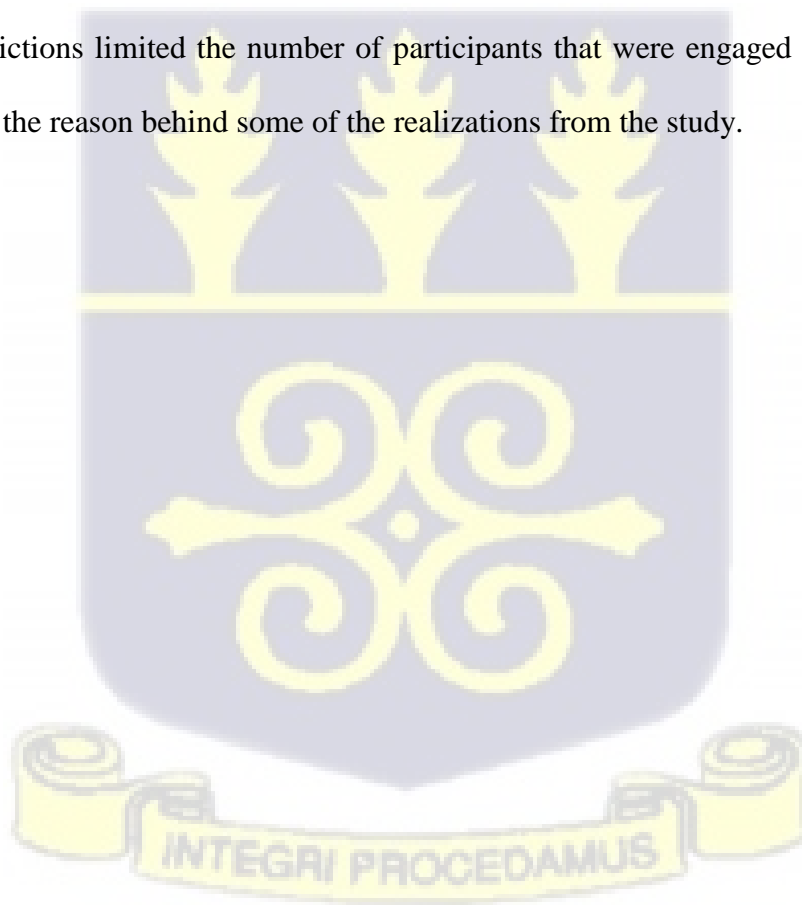 ictions limited the number of participants that were engaged
the reason behind some of the realizations from the study.
INTEGRI PROCEDAMUS